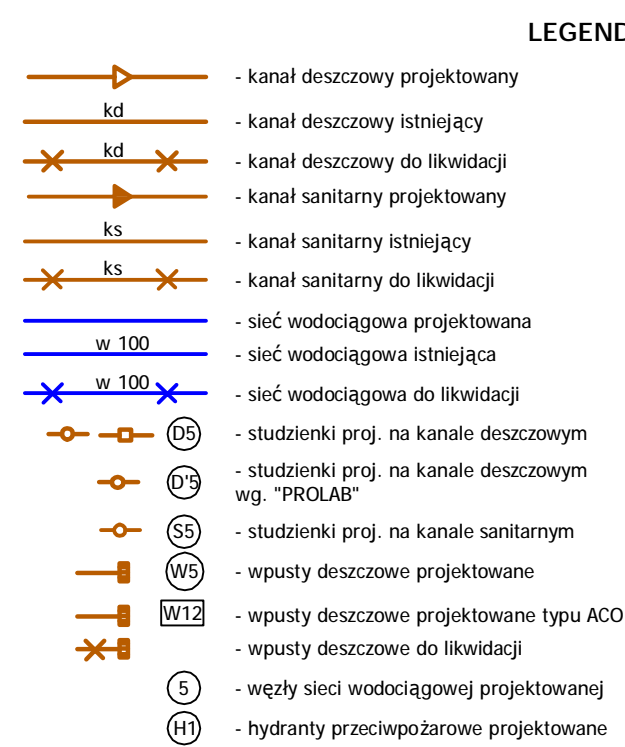 LEGEND
- kanał deszczowy projektowany
kd - kanał deszczowy istniejący
kd - kanał deszczowy do likwidacji
- kanał sanitarny projektowany
ks - kanał sanitarny istniejący
ks - kanał sanitarny do likwidacji
- sieć wodociągowa projektowana
w 100 - sieć wodociągowa istniejąca
w 100 - sieć wodociągowa do likwidacji
D5 - studzienki proj. na kanale deszczowym
D'5 - studzienki proj. na kanale deszczowym
wg. "PROLAB"
S5 - studzienki proj. na kanale sanitarnym
W5 - wpusty deszczowe projektowane
W12 - wpusty deszczowe projektowane typu ACO
- wpusty deszczowe do likwidacji
5 - węzły sieci wodociągowej projektowanej
H1 - hydranty przeciwpożarowe projektowane